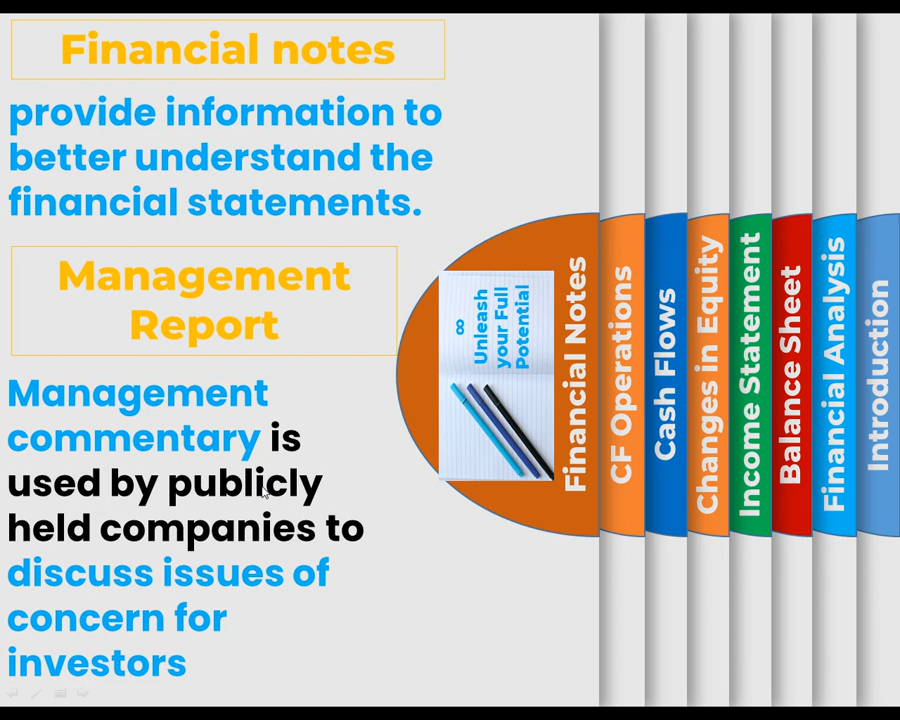 Financial notes
provide information to
better understand the
financial statements.
Management
Report
Management
commentary is
used by publicly
held companies to
discuss issues of
concern for
investors
∞
Unleash
your Full
Potential
Financial Notes
CF Operations
Cash Flows
Changes in Equity
Income Statement
Balance Sheet
Financial Analysis
Introduction